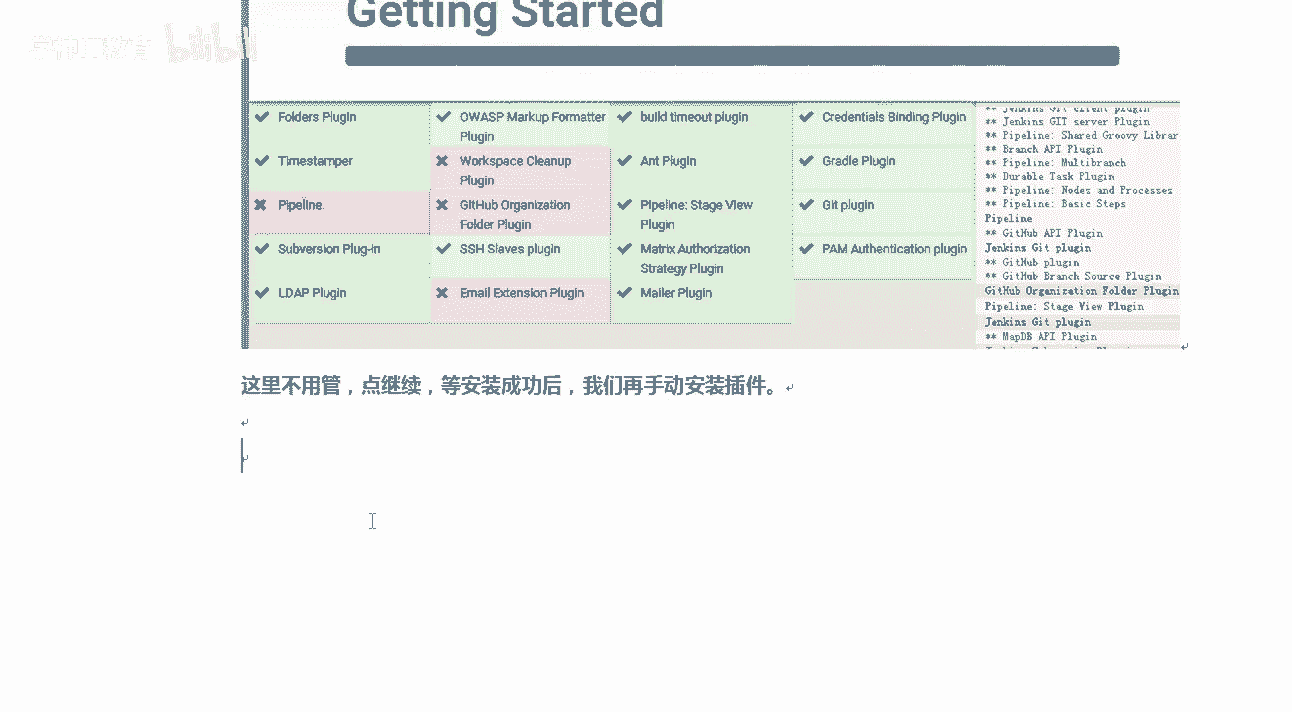 Getting Started
bilibili
Folders Plugin
OWASP Markup Formatter
Plugin
build timeout plugin
Credentials Binding Plugin
Timestamper
Workspace Cleanup
Plugin
Ant Plugin
Gradle Plugin
Pipeline
GitHub Organization
Folder Plugin
Pipeline: Stage View
Plugin
Git plugin
Subversion Plug-in
SSH Slaves plugin
Matrix Authorization
Strategy Plugin
PAM Authentication plugin
LDAP Plugin
Email Extension Plugin
Mailer Plugin
** Jenkins Git client plugin
** Jenkins GIT server Plugin
** Pipeline: Shared Groovy Librar
** Branch API Plugin
** Pipeline: Multibranch
** Durable Task Plugin
** Pipeline: Nodes and Processes
** Pipeline: Basic Steps
Pipeline
** GitHub API Plugin
Jenkins Git plugin
** GitHub plugin
** GitHub Branch Source Plugin
GitHub Organization Folder Plugin
Pipeline: Stage View Plugin
Jenkins Git plugin
** MapDB API Plugin
这里不用管，点继续，等安装成功后，我们再手动安装插件。